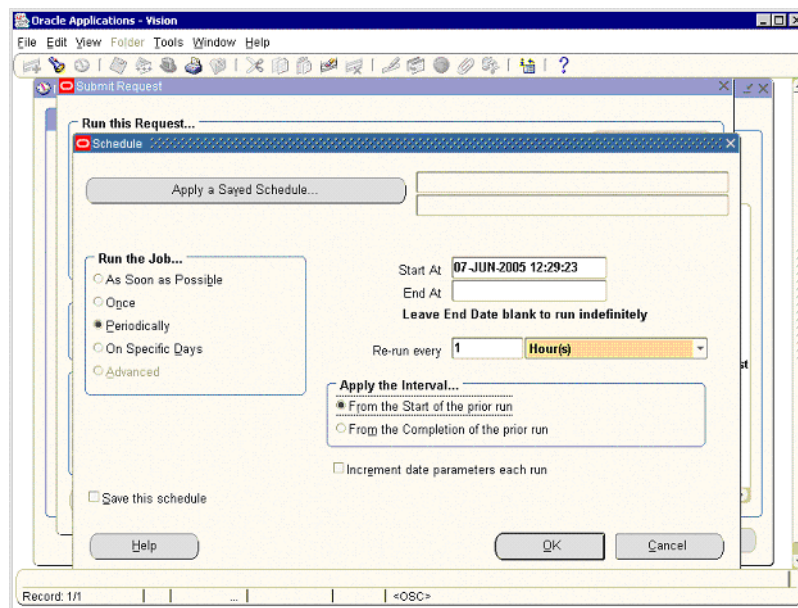 Oracle Applications - Vision
File Edit View Folder Tools Window Help
?
Submit Request
Run this Request...
Schedule
Apply a Saved Schedule...
Run the Job...
As Soon as Possible
Once
Periodically
On Specific Days
Advanced
Start At 07-JUN-2005 12:29:23
End At
Leave End Date blank to run indefinitely
Re-run every 1 Hour(s)
Apply the Interval...
From the Start of the prior run
From the Completion of the prior run
Increment date parameters each run
Save this schedule
Help OK Cancel
Record: 1/1 ... <OSC>